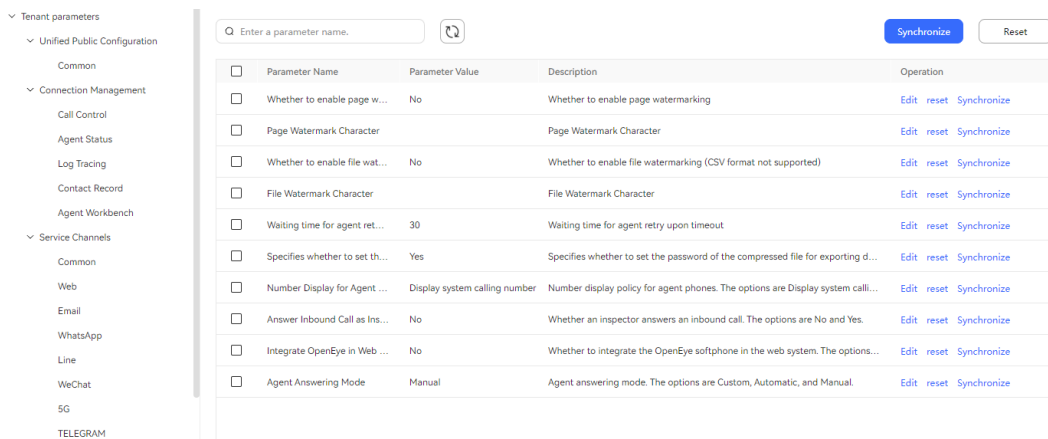 Tenant parameters
Unified Public Configuration
Common
Connection Management
Call Control
Agent Status
Log Tracing
Contact Record
Agent Workbench
Service Channels
Common
Web
Email
WhatsApp
Line
WeChat
5G
TELEGRAM
Enter a parameter name.
Synchronize
Reset
Parameter Name Parameter Value Description Operation
Whether to enable page w... No Whether to enable page watermarking Edit reset Synchronize
Page Watermark Character Page Watermark Character Edit reset Synchronize
Whether to enable file wat... No Whether to enable file watermarking (CSV format not supported) Edit reset Synchronize
File Watermark Character File Watermark Character Edit reset Synchronize
Waiting time for agent ret... 30 Waiting time for agent retry upon timeout Edit reset Synchronize
Specifies whether to set th... Yes Specifies whether to set the password of the compressed file for exporting d... Edit reset Synchronize
Number Display for Agent ... Display system calling number Number display policy for agent phones. The options are Display system calli... Edit reset Synchronize
Answer Inbound Call as Ins... No Whether an inspector answers an inbound call. The options are No and Yes. Edit reset Synchronize
Integrate OpenEye in Web ... No Whether to integrate the OpenEye softphone in the web system. The options... Edit reset Synchronize
Agent Answering Mode Manual Agent answering mode. The options are Custom, Automatic, and Manual. Edit reset Synchronize